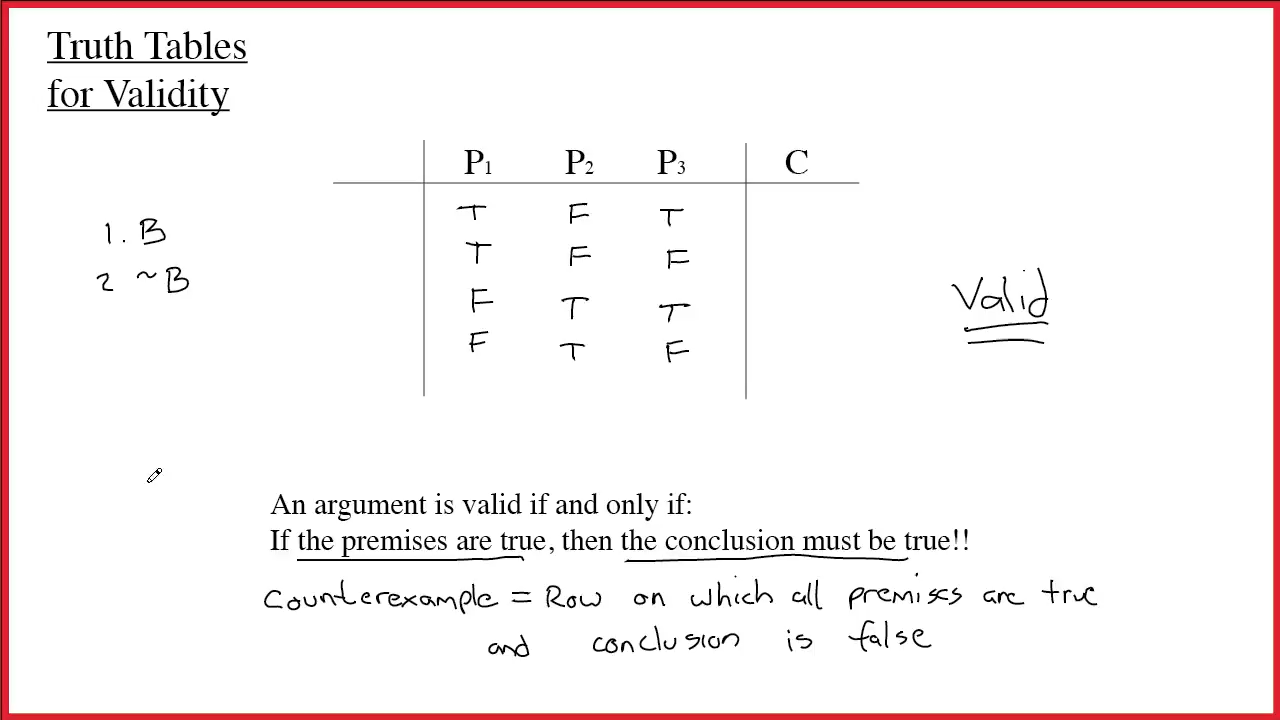 Truth Tables
for Validity
P1 P2 P3 C
T F T
T F F
F T T
F T F
1. B
2 ~B
Valid
An argument is valid if and only if:
If the premises are true, then the conclusion must be true!!
Counterexample = Row on which all premises are true
and conclusion is false